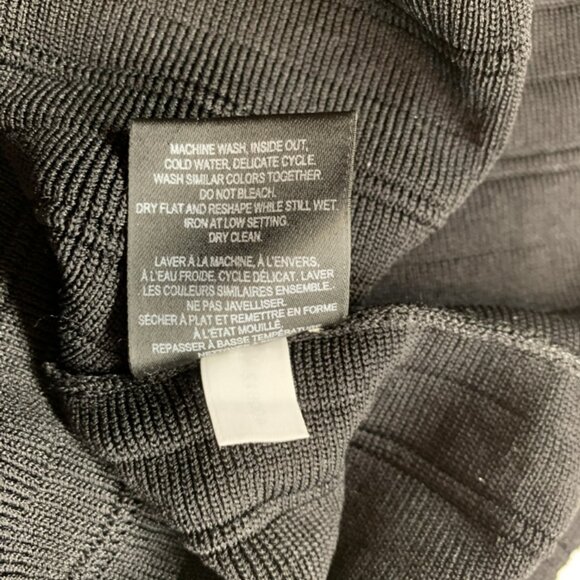 MACHINE WASH, INSIDE OUT,
COLD WATER, DELICATE CYCLE.
WASH SIMILAR COLORS TOGETHER.
DO NOT BLEACH.
DRY FLAT AND RESHAPE WHILE STILL WET.
IRON AT LOW SETTING.
DRY CLEAN.
LAVER À LA MACHINE, À L'ENVERS,
À L'EAU FROIDE, CYCLE DÉLICAT. LAVER
LES COULEURS SIMILAIRES ENSEMBLE.
NE PAS JAVELLISER.
SÉCHER À PLAT ET REMETTRE EN FORME
À L'ÉTAT MOUILLÉ.
REPASSER À BASSE TEMPÉRATURE.